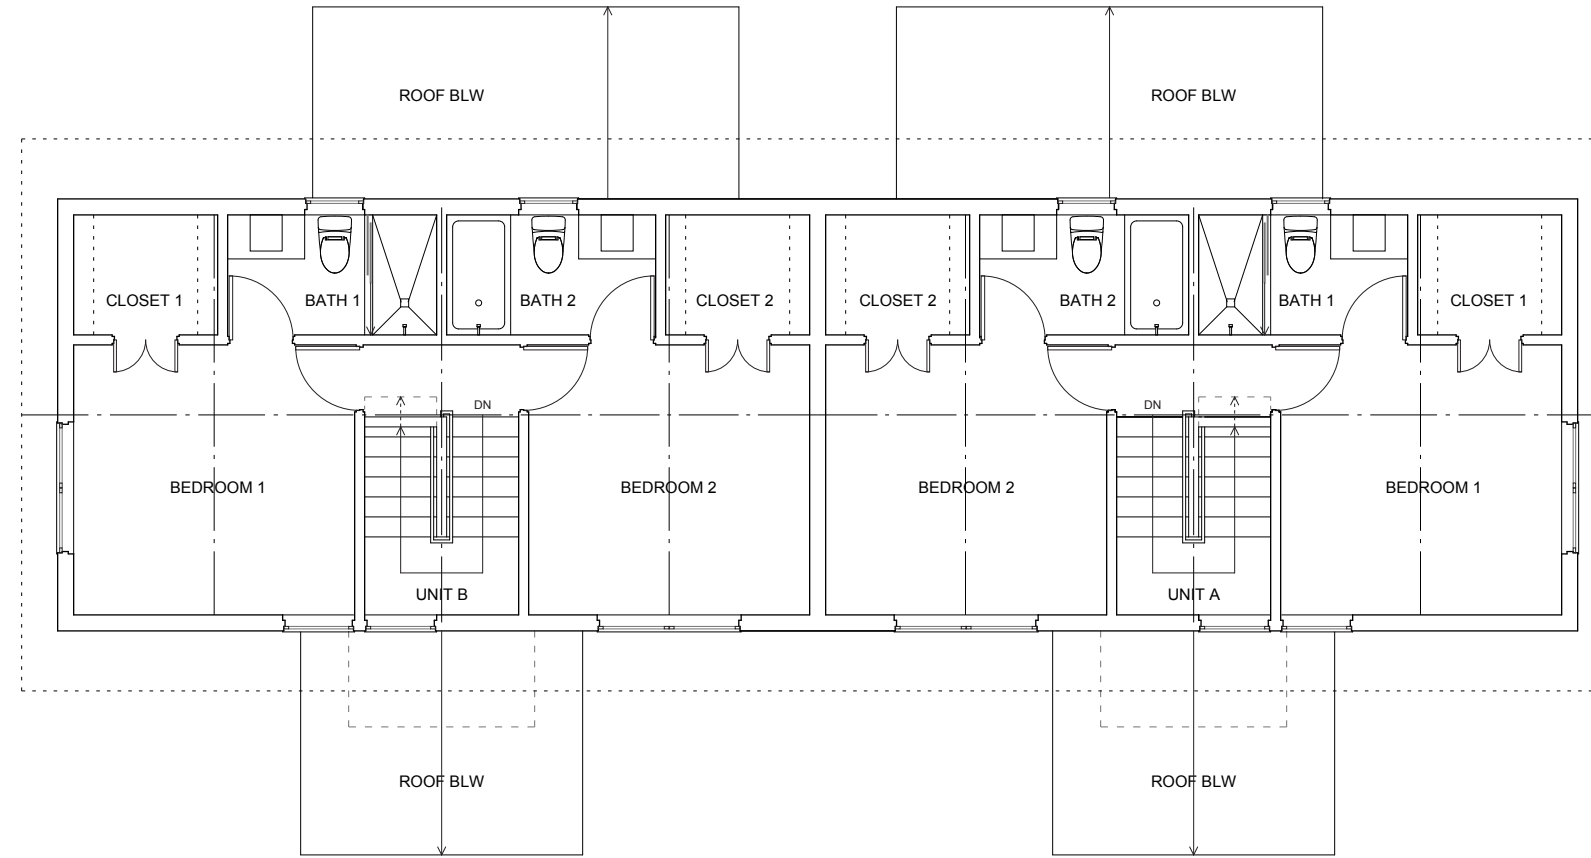 ROOF BLW
ROOF BLW
CLOSET 1
BATH 1
BATH 2
CLOSET 2
CLOSET 2
BATH 2
BATH 1
CLOSET 1
DN
DN
BEDROOM 1
BEDROOM 2
BEDROOM 2
BEDROOM 1
UNIT B
UNIT A
ROOF BLW
ROOF BLW